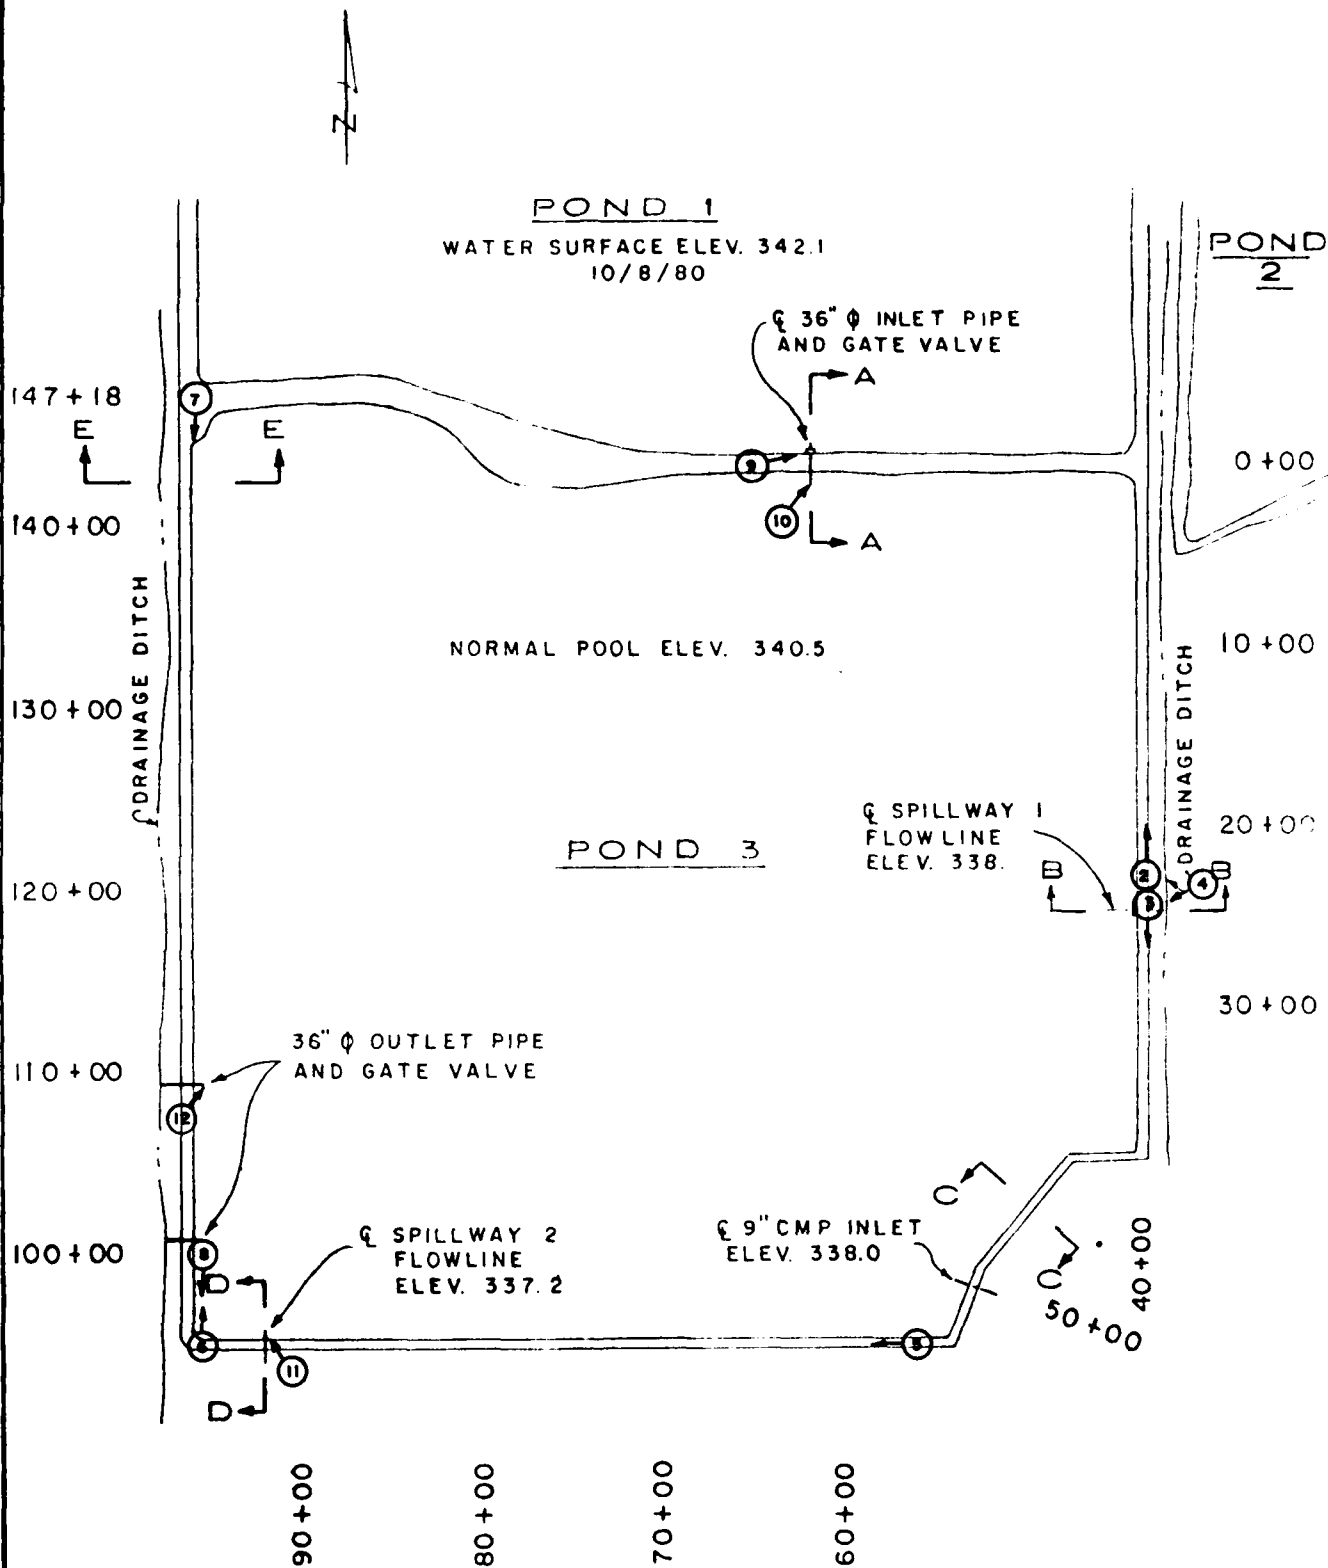 N
POND 1
WATER SURFACE ELEV. 342.1
10/8/80
POND
2
℄ 36" ϕ INLET PIPE
AND GATE VALVE
A
147+18
7
E
E
9
0+00
10
A
140+00
DRAINAGE DITCH
NORMAL POOL ELEV. 340.5
10+00
DRAINAGE DITCH
130+00
℄ SPILLWAY 1
FLOWLINE
ELEV. 338.
20+00
POND 3
B
2
4
B
120+00
30+00
36" ϕ OUTLET PIPE
AND GATE VALVE
110+00
12
C
℄ SPILLWAY 2
FLOWLINE
ELEV. 337.2
℄ 9" CMP INLET
ELEV. 338.0
40+00
100+00
8
D
C
50+00
6
5
11
D
90+00
80+00
70+00
60+00